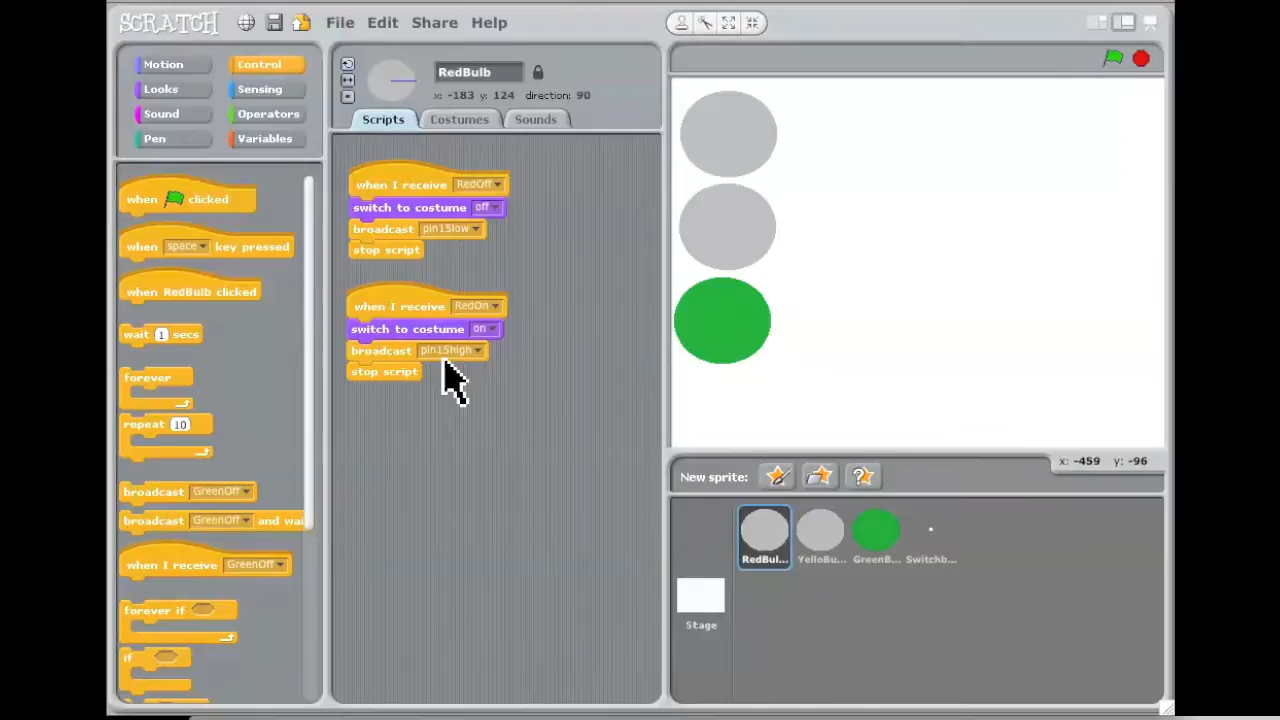 SCRATCH File Edit Share Help
Motion Control
Looks Sensing
Sound Operators
Pen Variables
when clicked
when space key pressed
when RedBulb clicked
wait 1 secs
forever
repeat 10
broadcast GreenOff
broadcast GreenOff and wai
when I receive GreenOff
forever if
if
RedBulb
x: -183 y: 124 direction: 90
Scripts Costumes Sounds
when I receive RedOff
switch to costume off
broadcast pin15low
stop script
when I receive RedOn
switch to costume on
broadcast pin15high
stop script
x: -459 y: -96
New sprite:
RedBul... YelloBu... GreenB... Switchb...
Stage